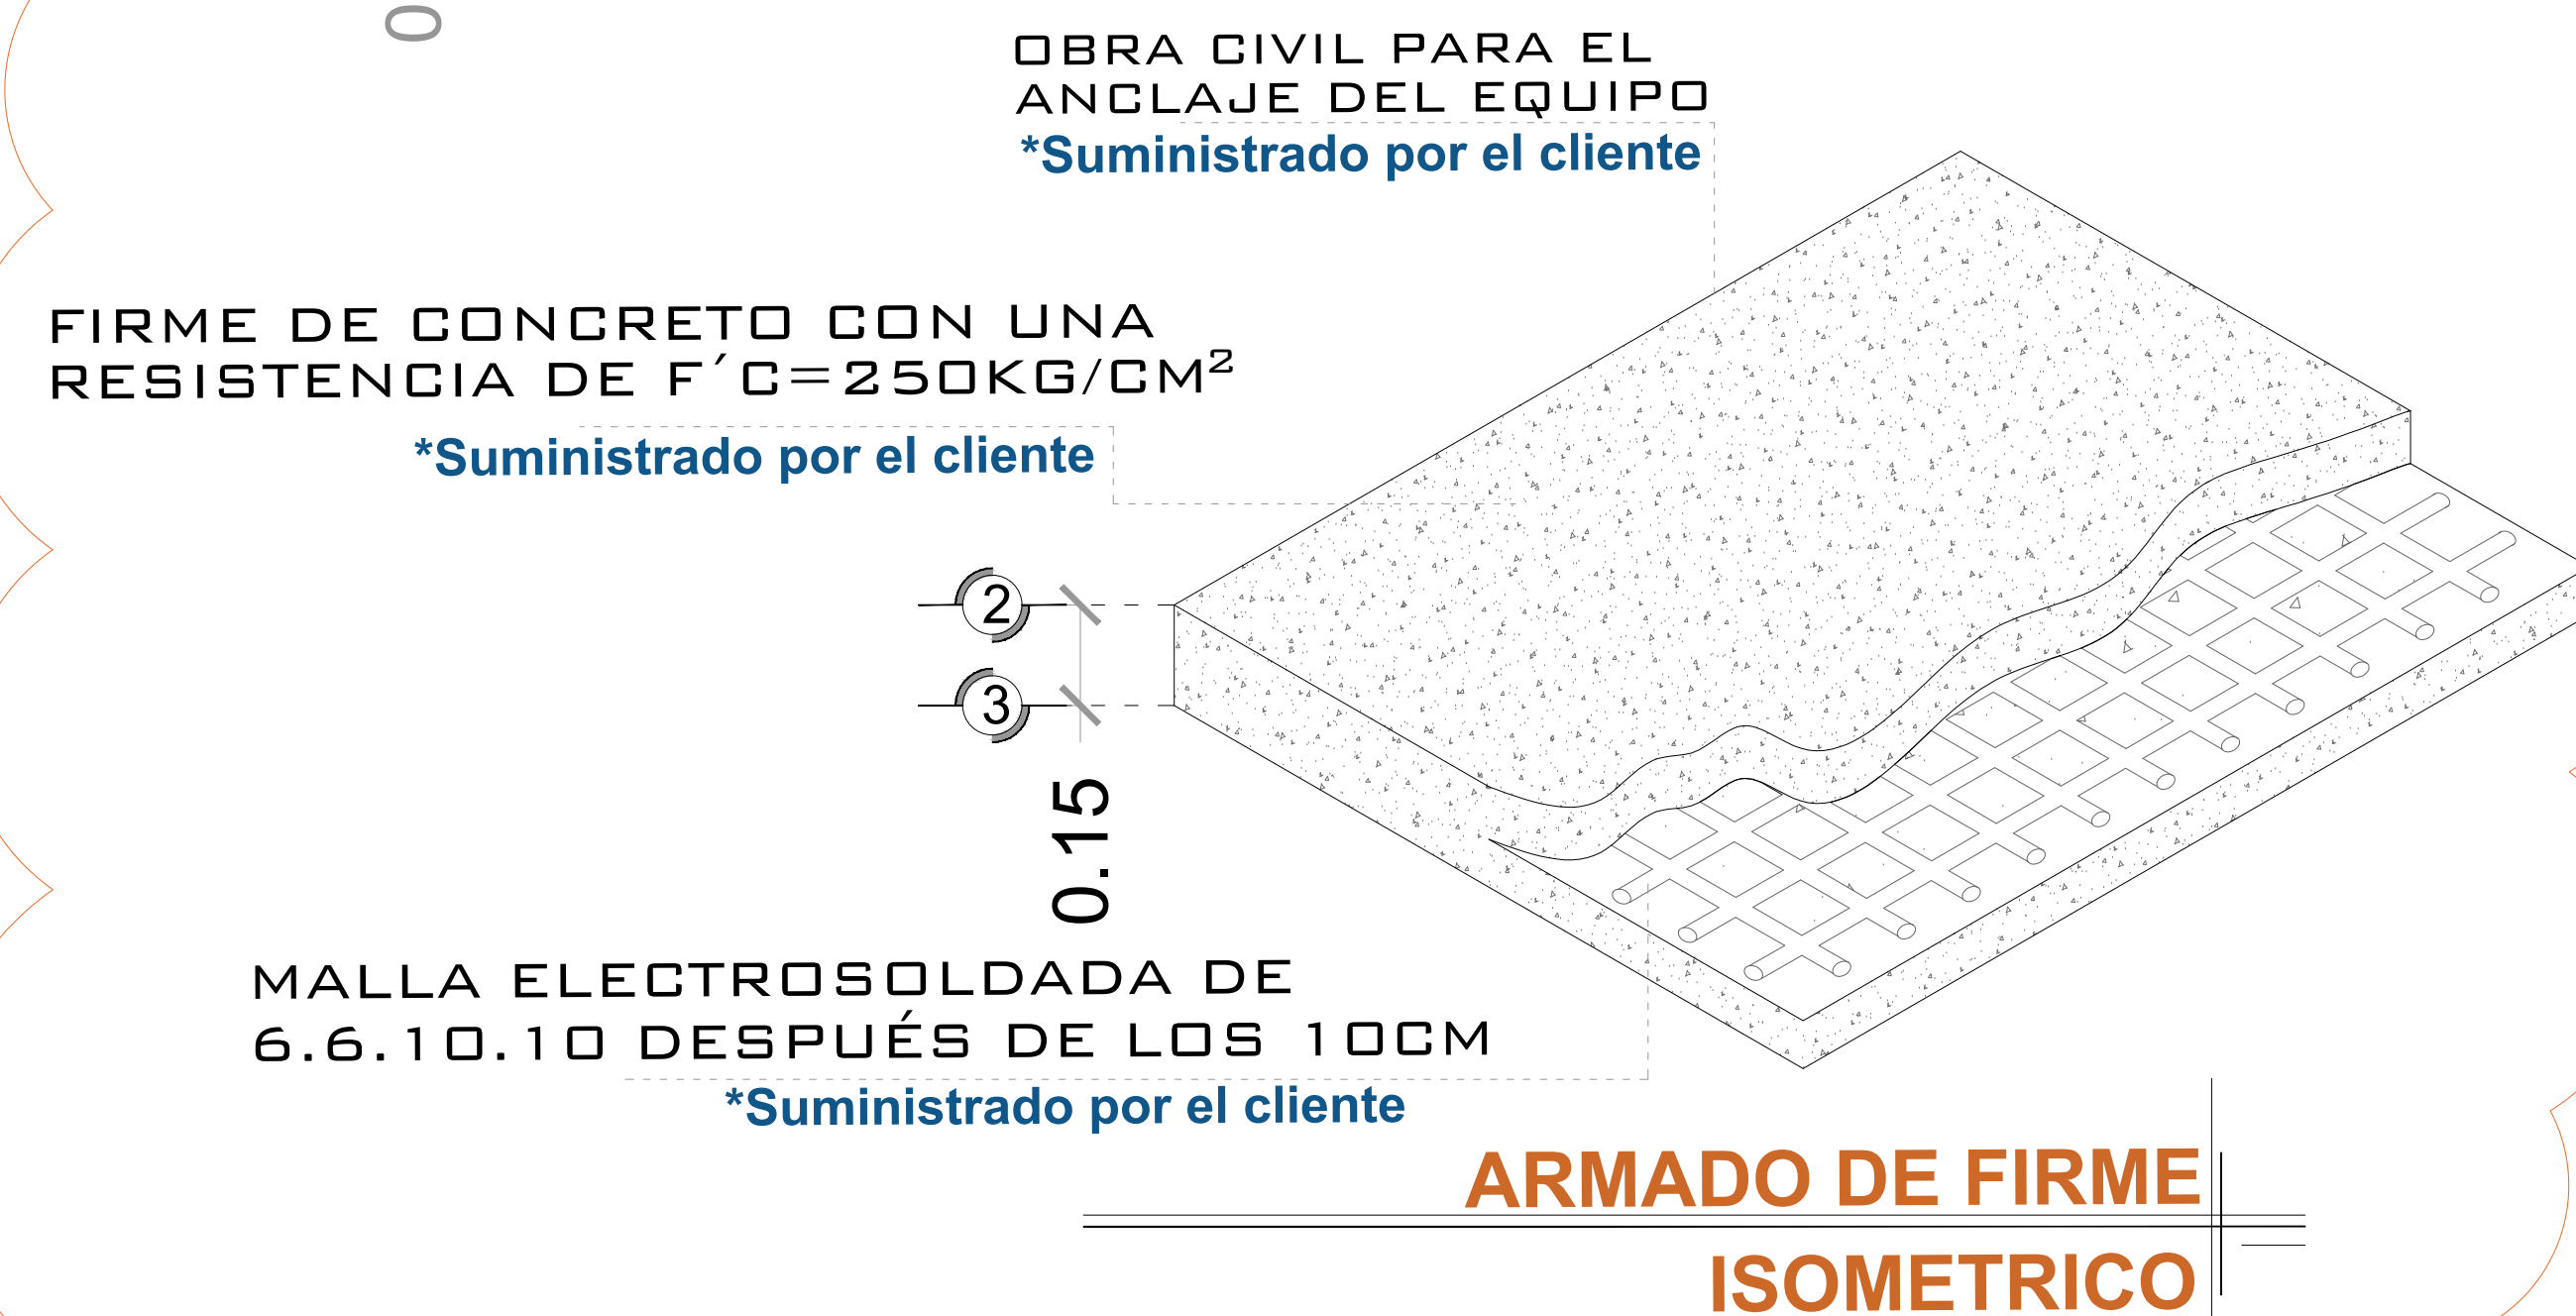 0
OBRA CIVIL PARA EL
ANCLAJE DEL EQUIPO
*Suministrado por el cliente
FIRME DE CONCRETO CON UNA
RESISTENCIA DE F´C=250KG/CM²
*Suministrado por el cliente
2
3
0.15
MALLA ELECTROSOLDADA DE
6.6.10.10 DESPUÉS DE LOS 10CM
*Suministrado por el cliente
ARMADO DE FIRME
ISOMETRICO